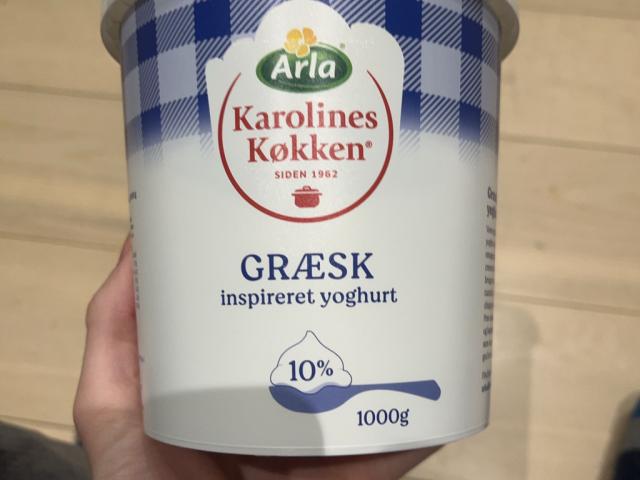 Arla
Karolines
Køkken®
SIDEN 1962
GRÆSK
inspireret yoghurt
10%
1000g